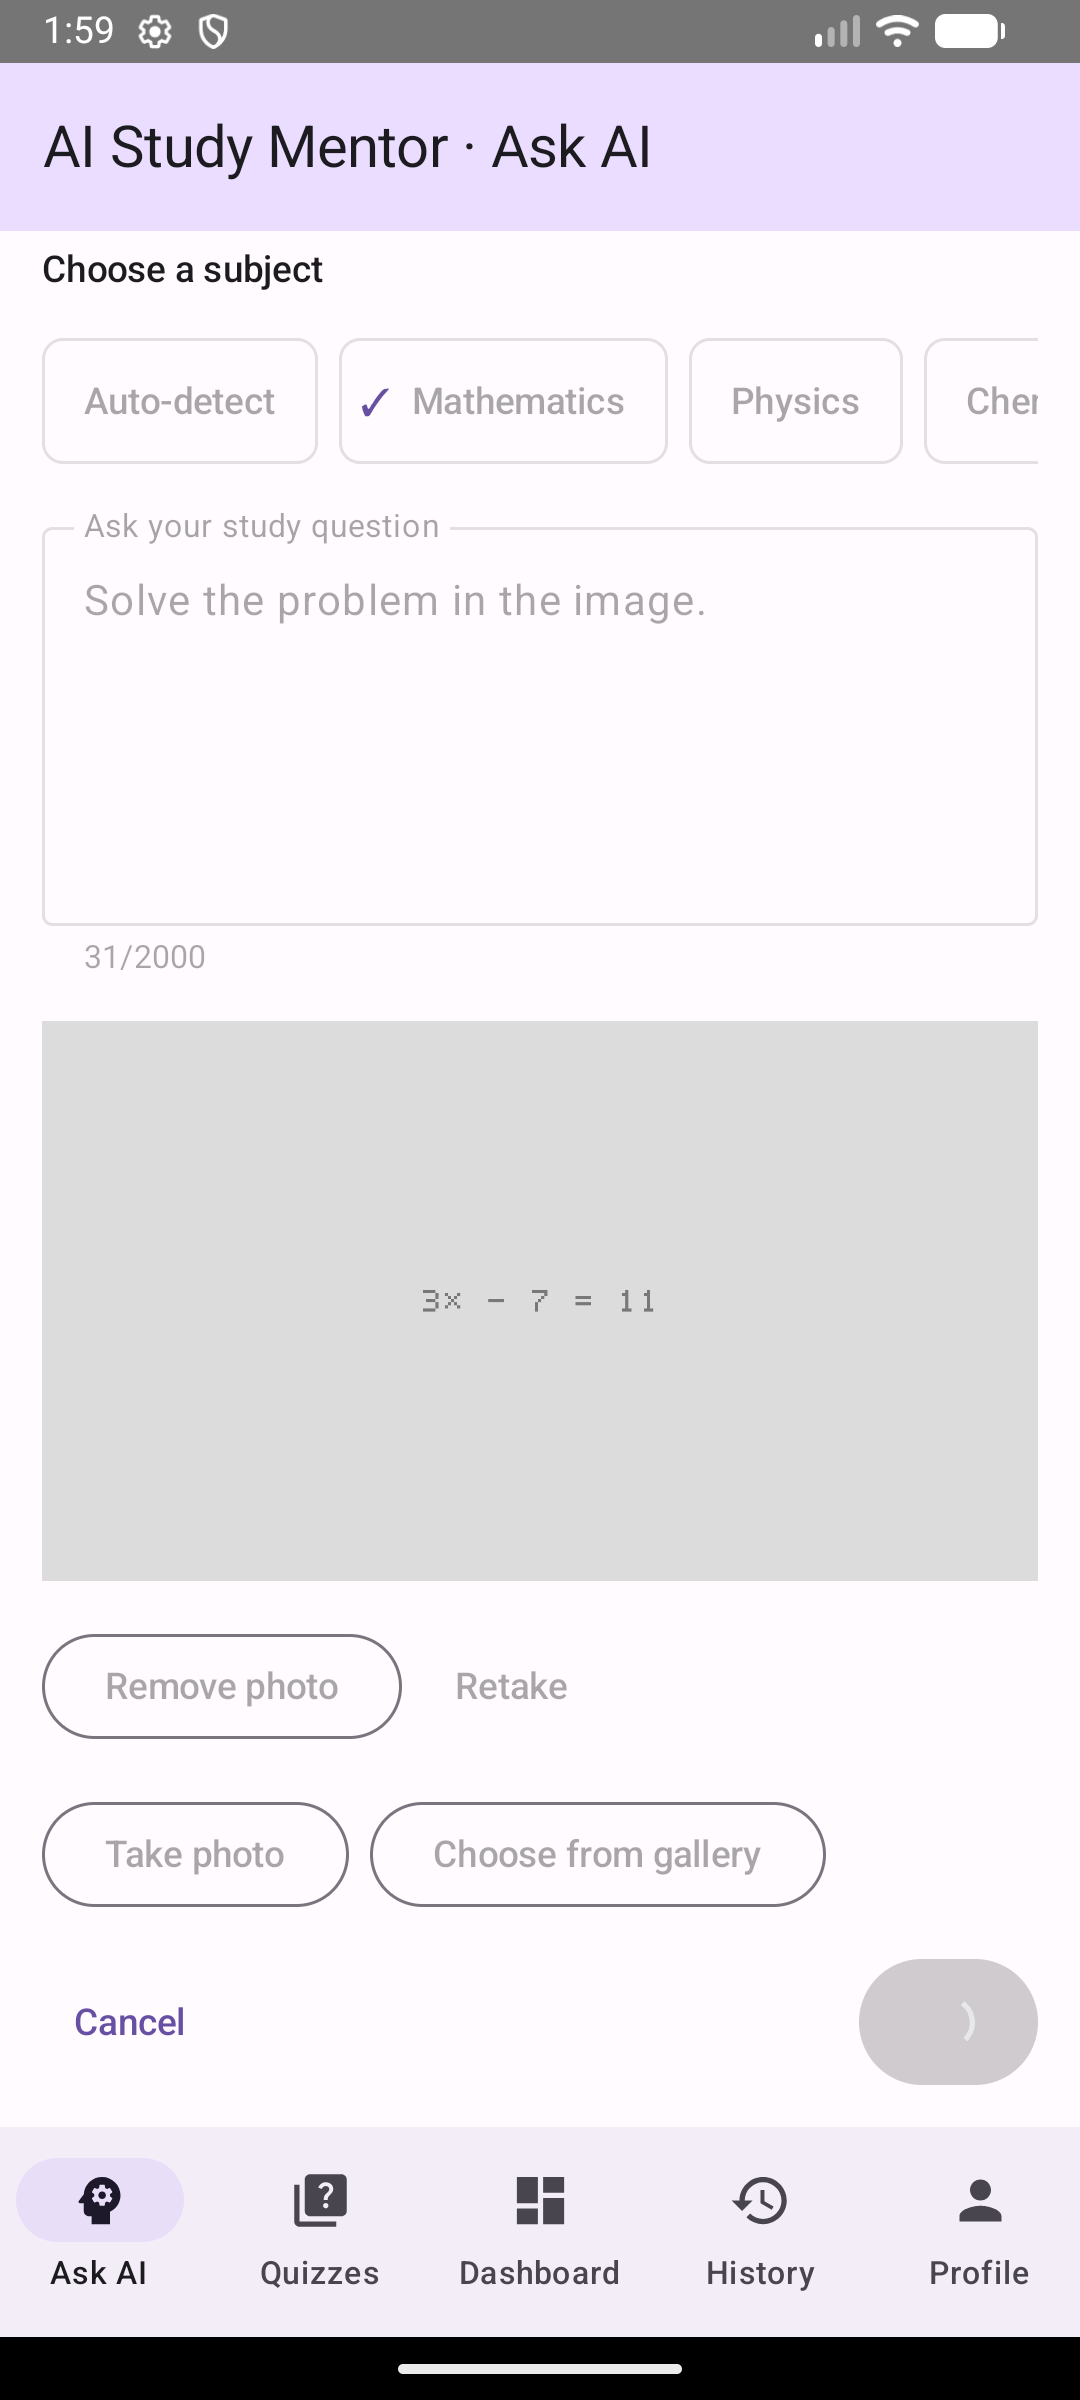 1:59
AI Study Mentor · Ask AI
Choose a subject
Auto-detect ✓ Mathematics Physics
Ask your study question
Solve the problem in the image.
31/2000
3x - 7 = 11
Remove photo Retake
Take photo Choose from gallery
Cancel
Ask AI Quizzes Dashboard History Profile